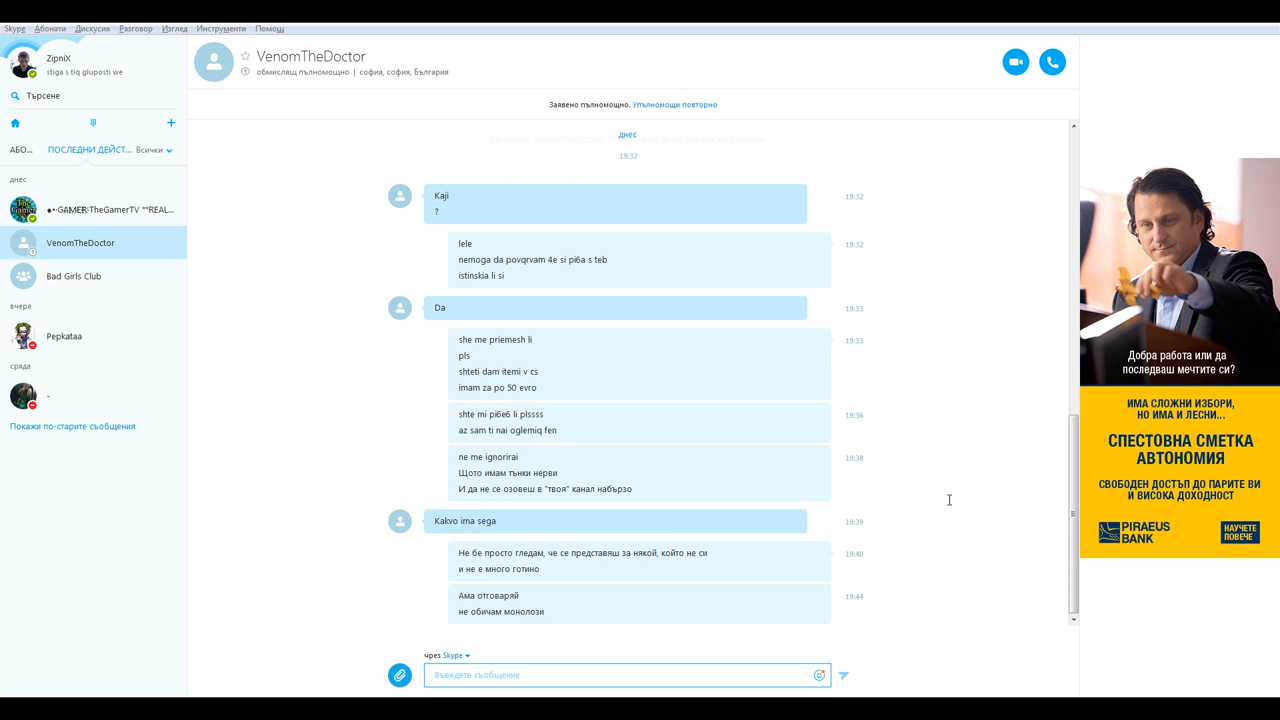 Skype Абонати Дискусия Разговор Изглед Инструменти Помощ
ZipniX
stiga s tiq gluposti we
Търсене
АБО... ПОСЛЕДНИ ДЕЙСТ... Всички
днес
TheGamerTV **REAL...
VenomTheDoctor
Bad Girls Club
вчера
Pepkataa
сряда
-
Покажи по-старите съобщения
VenomTheDoctor
обмислящ пълномощно | софия, софия, България
Заявено пълномощно. Упълномощи повторно
днес
19:32
Kaji 19:32
?
lele 19:32
nemoga da povqrvam 4e si pi6a s teb
istinskia li si
Da 19:33
she me priemesh li 19:33
pls
shteti dam itemi v cs
imam za po 50 evro
shte mi pi6e6 li plssss 19:36
az sam ti nai oglemiq fen
ne me ignorirai 19:38
Щото имам тънки нерви
И да не се озовеш в "твоя" канал набързо
Kakvo ima sega 19:39
Не бе просто гледам, че се представяш за някой, който не си 19:40
и не е много готино
Ама отговаряй 19:44
не обичам монолози
чрез Skype
Въведете съобщение
Добра работа или да
последваш мечтите си?
ИМА СЛОЖНИ ИЗБОРИ,
НО ИМА И ЛЕСНИ...
СПЕСТОВНА СМЕТКА
АВТОНОМИЯ
СВОБОДЕН ДОСТЪП ДО ПАРИТЕ ВИ
И ВИСОКА ДОХОДНОСТ
PIRAEUS
BANK
НАУЧЕТЕ
ПОВЕЧЕ